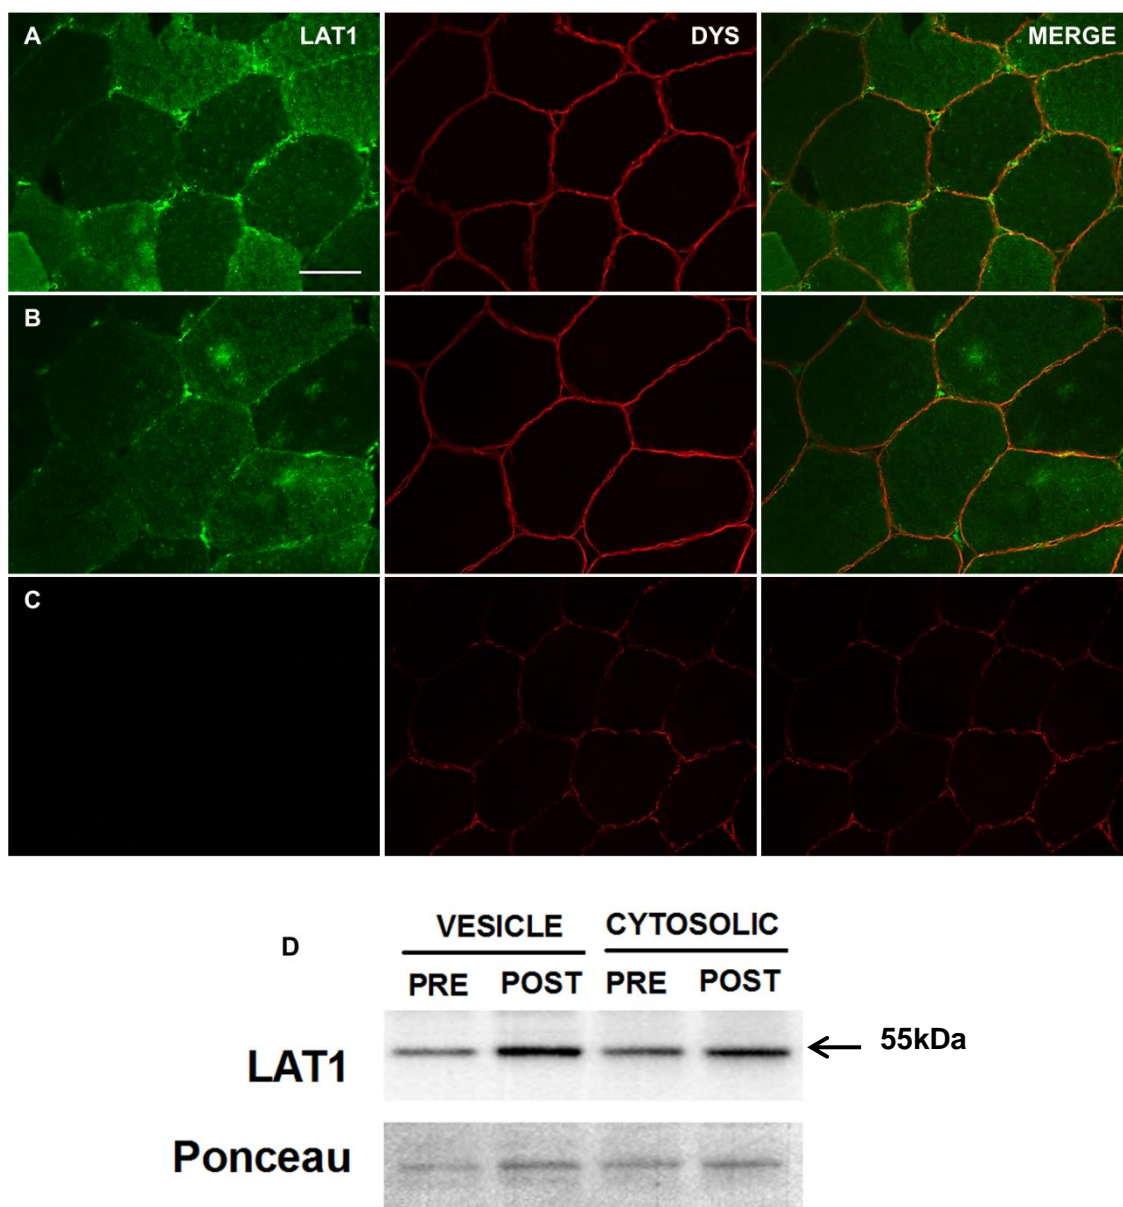 A LAT1 DYS MERGE
B
C
D VESICLE CYTOSOLIC
PRE POST PRE POST
LAT1 55kDa
Ponceau